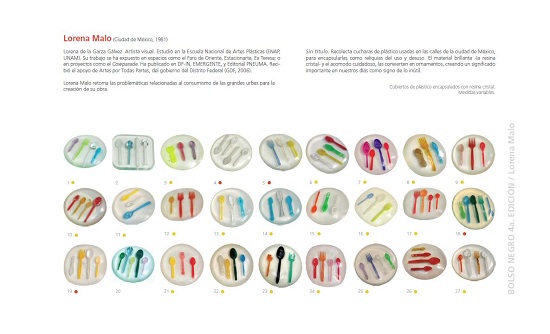 Lorena Malo (Ciudad de México, 1981)
Lorena de la Garza Gálvez. Artista visual. Estudió en la Escuela Nacional de Artes Plásticas (ENAP,
UNAM). Su trabajo se ha expuesto en espacios como el Faro de Oriente, Estacionarte, Ex Teresa; o
en proyectos como el Cowparade. Ha publicado en DF-IN, EMERGENTE, y Editorial PNEUMA. Reci-
bió el apoyo de Artes por Todas Partes, del gobierno del Distrito Federal (GDF, 2006).
Lorena Malo retoma los problemáticas relacionadas al consumismo de las grandes urbes para la
creación de su obra.
Sin título. Recolecta cucharas de plástico usadas en las calles de la ciudad de México,
para encapsularlas como reliquias del uso y desuso. El material brillante -la resina
cristal- y el acomodo cuidadoso, las convierten en ornamentos, creando un significado
importante en nuestros días como signo de lo inútil.
Cubiertos de plástico encapsulados con resina cristal.
Medidas variables.
1 2 3 4 5 6 7 8 9
10 11 12 13 14 15 16 17 18
19 20 21 22 23 24 25 26 27
BOLSO NEGRO 4a. EDICIÓN / Lorena Malo